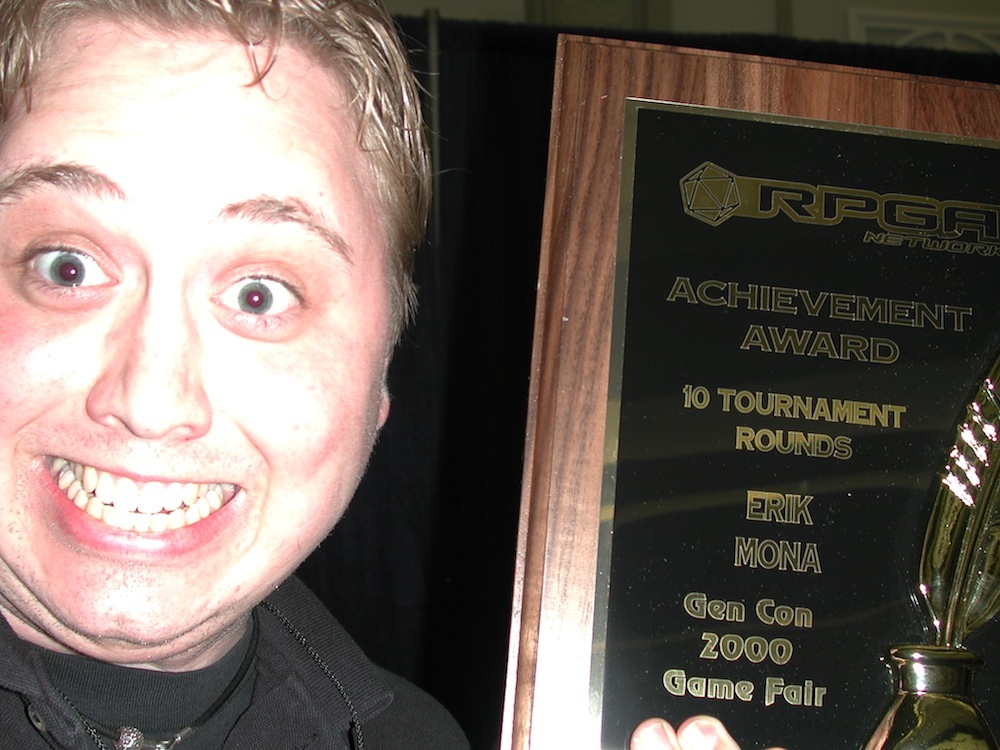 RPGA
NETWORK
ACHIEVEMENT
AWARD
10 TOURNAMENT
ROUNDS
ERIK
MONA
Gen Con
2000
Game Fair